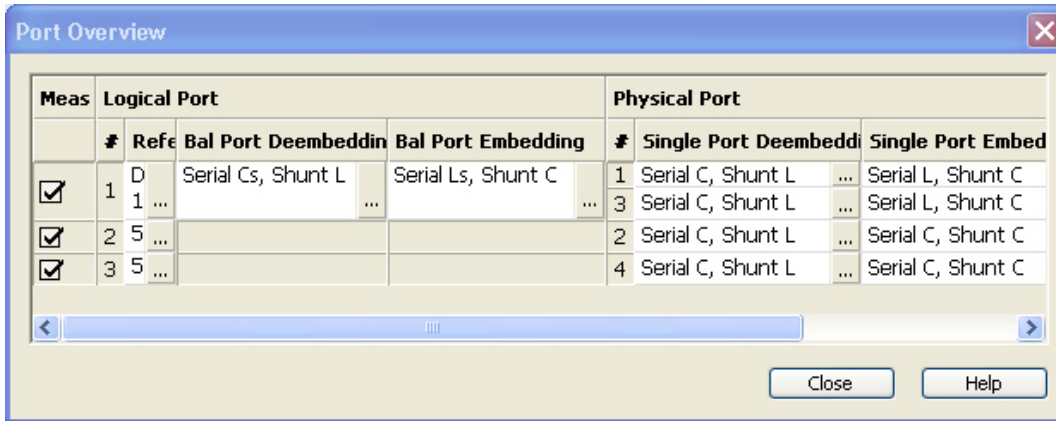 Port Overview
Meas Logical Port Physical Port
# Refe Bal Port Deembeddin Bal Port Embedding # Single Port Deembeddi Single Port Embed
1 D 1 ... Serial Cs, Shunt L ... Serial Ls, Shunt C ... 1 Serial C, Shunt L ... Serial L, Shunt C
3 Serial C, Shunt L ... Serial L, Shunt C
2 5 ... 2 Serial C, Shunt L ... Serial C, Shunt C
3 5 ... 4 Serial C, Shunt L ... Serial C, Shunt C
Close Help